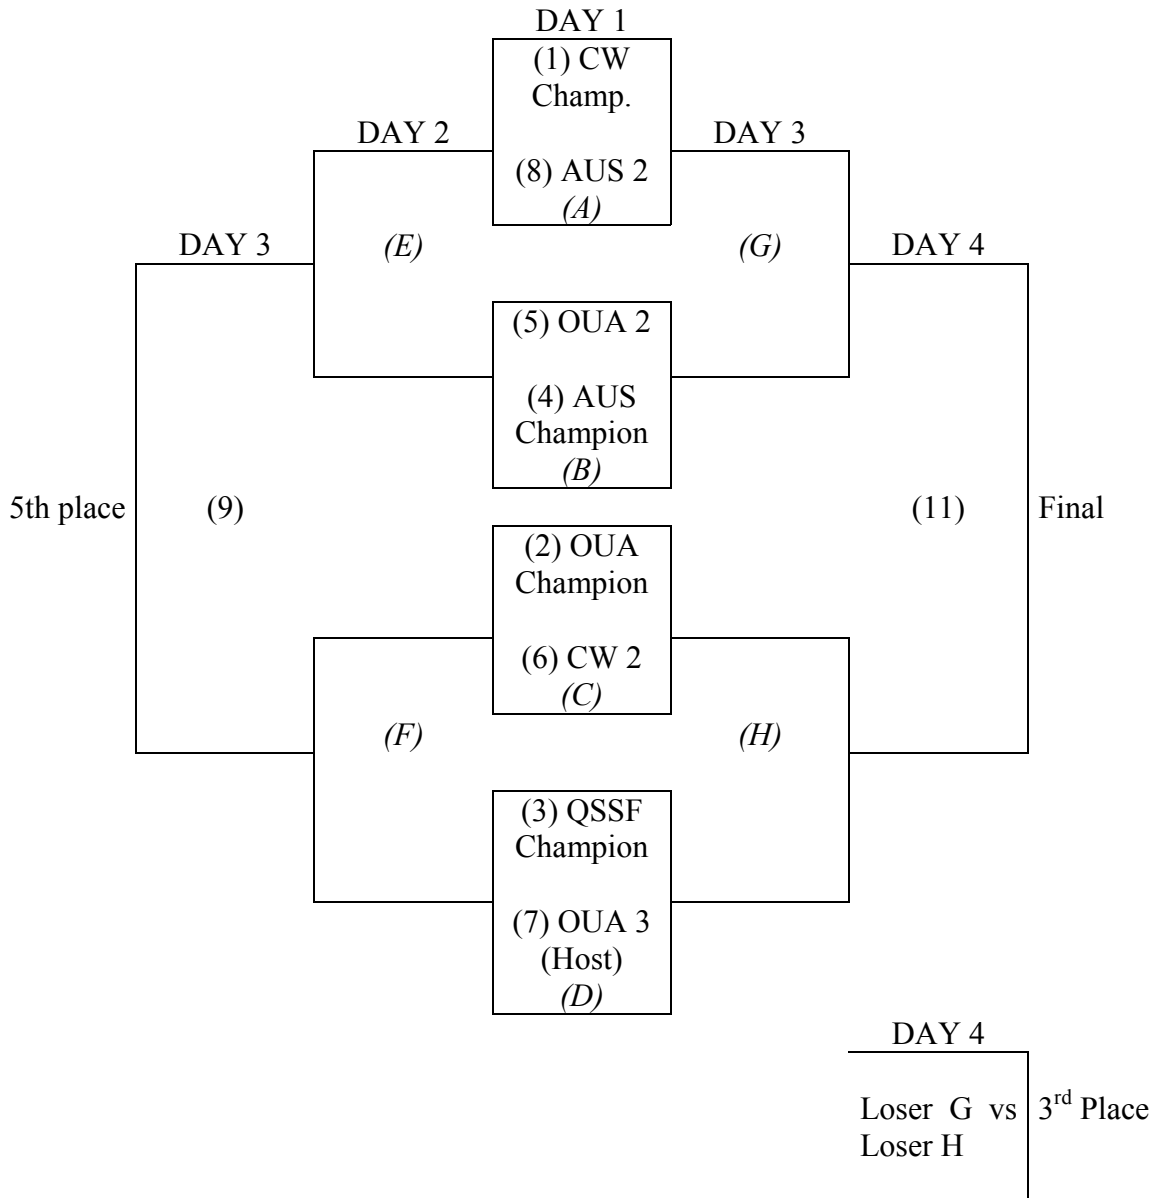 DAY 1
(1) CW
Champ.
DAY 2
DAY 3
(8) AUS 2
(A)
DAY 3
(E)
(G)
DAY 4
(5) OUA 2
(4) AUS
Champion
(B)
5th place
(9)
(11)
Final
(2) OUA
Champion
(6) CW 2
(C)
(F)
(H)
(3) QSSF
Champion
(7) OUA 3
(Host)
(D)
DAY 4
Loser G vs
Loser H
3rd Place